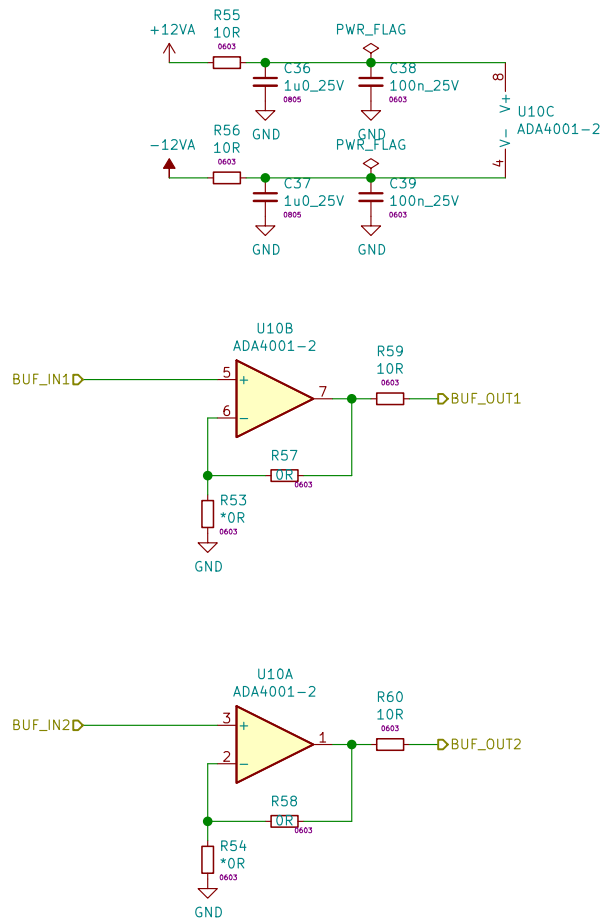 +12VA
R55
10R
0603
PWR_FLAG
C36
1u0_25V
0805
GND
C38
100n_25V
0603
GND
8
V+
U10C
ADA4001-2
V-
4
-12VA
R56
10R
0603
PWR_FLAG
C37
1u0_25V
0805
GND
C39
100n_25V
0603
GND
U10B
ADA4001-2
BUF_IN1
5
+
6
-
7
R59
10R
0603
BUF_OUT1
R57
0R
0603
R53
*0R
0603
GND
U10A
ADA4001-2
BUF_IN2
3
+
2
-
1
R60
10R
0603
BUF_OUT2
R58
0R
0603
R54
*0R
0603
GND